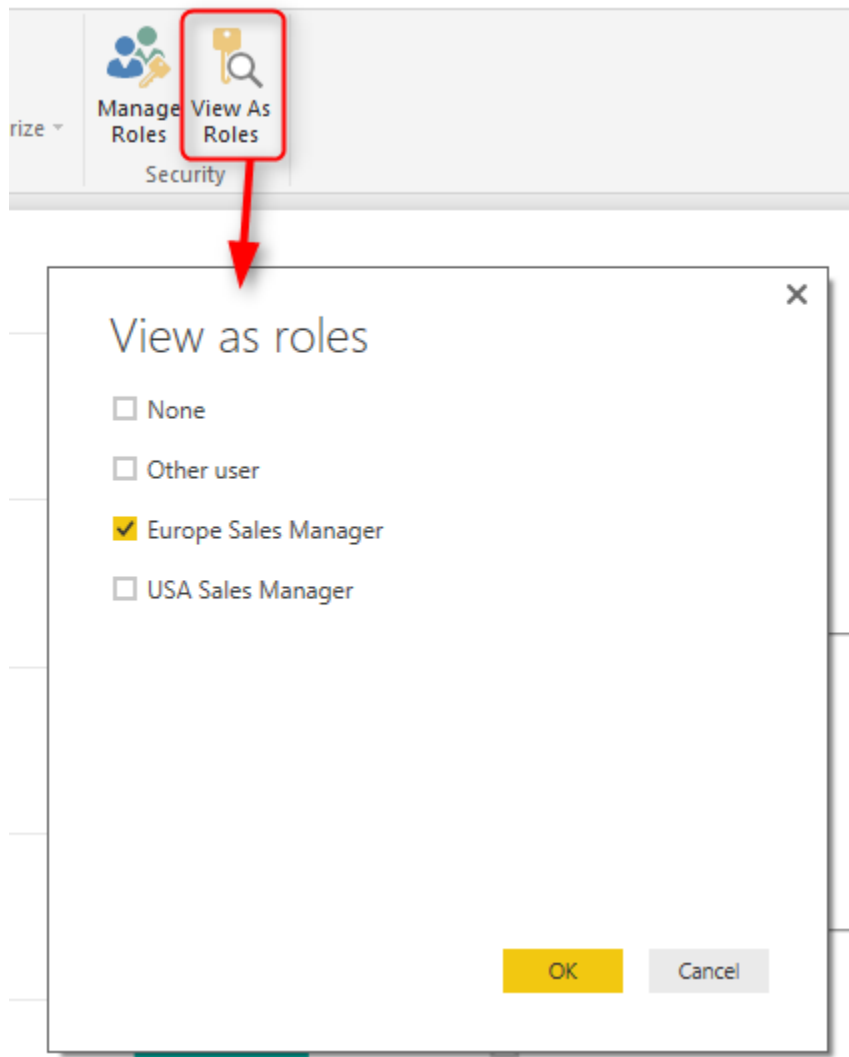 rize
Manage
Roles
View As
Roles
Security
View as roles
None
Other user
Europe Sales Manager
USA Sales Manager
OK
Cancel